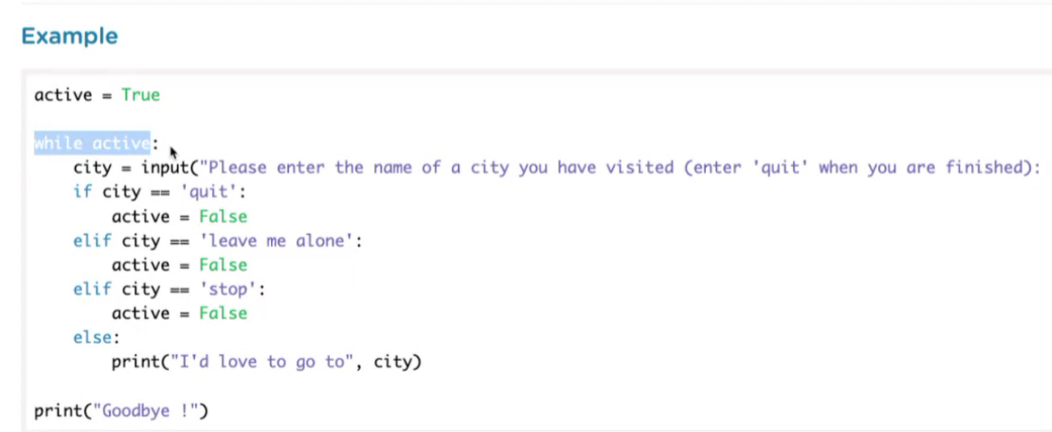 Example
active = True
while active:
city = input("Please enter the name of a city you have visited (enter 'quit' when you are finished):
if city == 'quit':
active = False
elif city == 'leave me alone':
active = False
elif city == 'stop':
active = False
else:
print("I'd love to go to", city)
print("Goodbye !")